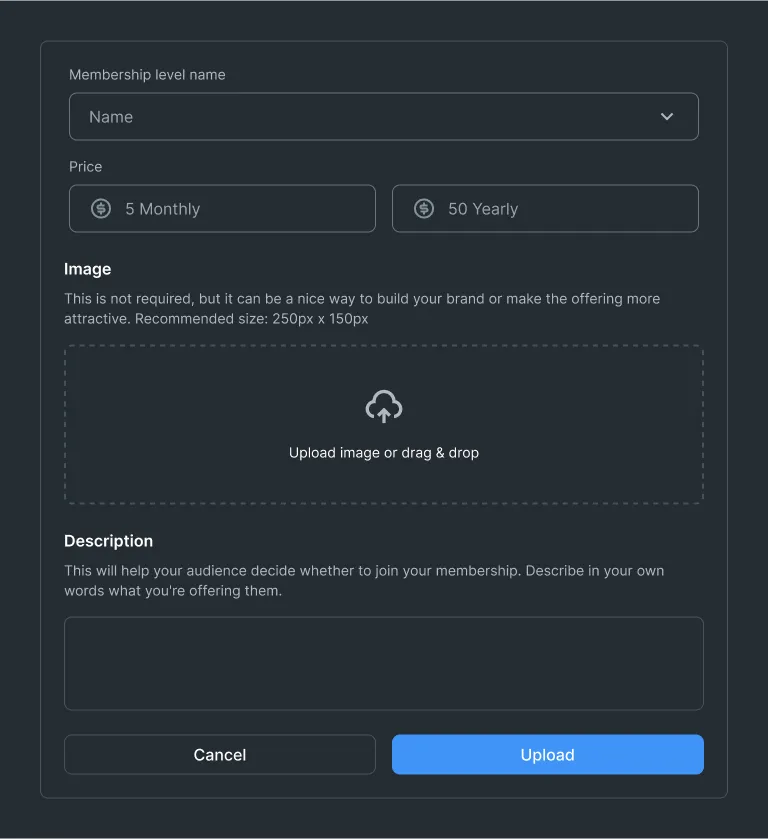 Membership level name
Name
Price
5 Monthly
50 Yearly
Image
This is not required, but it can be a nice way to build your brand or make the offering more
attractive. Recommended size: 250px x 150px
Upload image or drag & drop
Description
This will help your audience decide whether to join your membership. Describe in your own
words what you're offering them.
Cancel
Upload